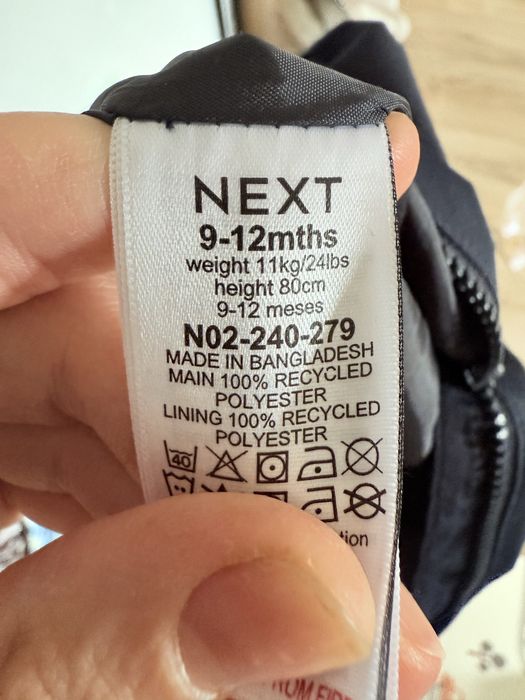 NEXT
9-12mths
weight 11kg/24lbs
height 80cm
9-12 meses
N02-240-279
MADE IN BANGLADESH
MAIN 100% RECYCLED
POLYESTER
LINING 100% RECYCLED
POLYESTER
40